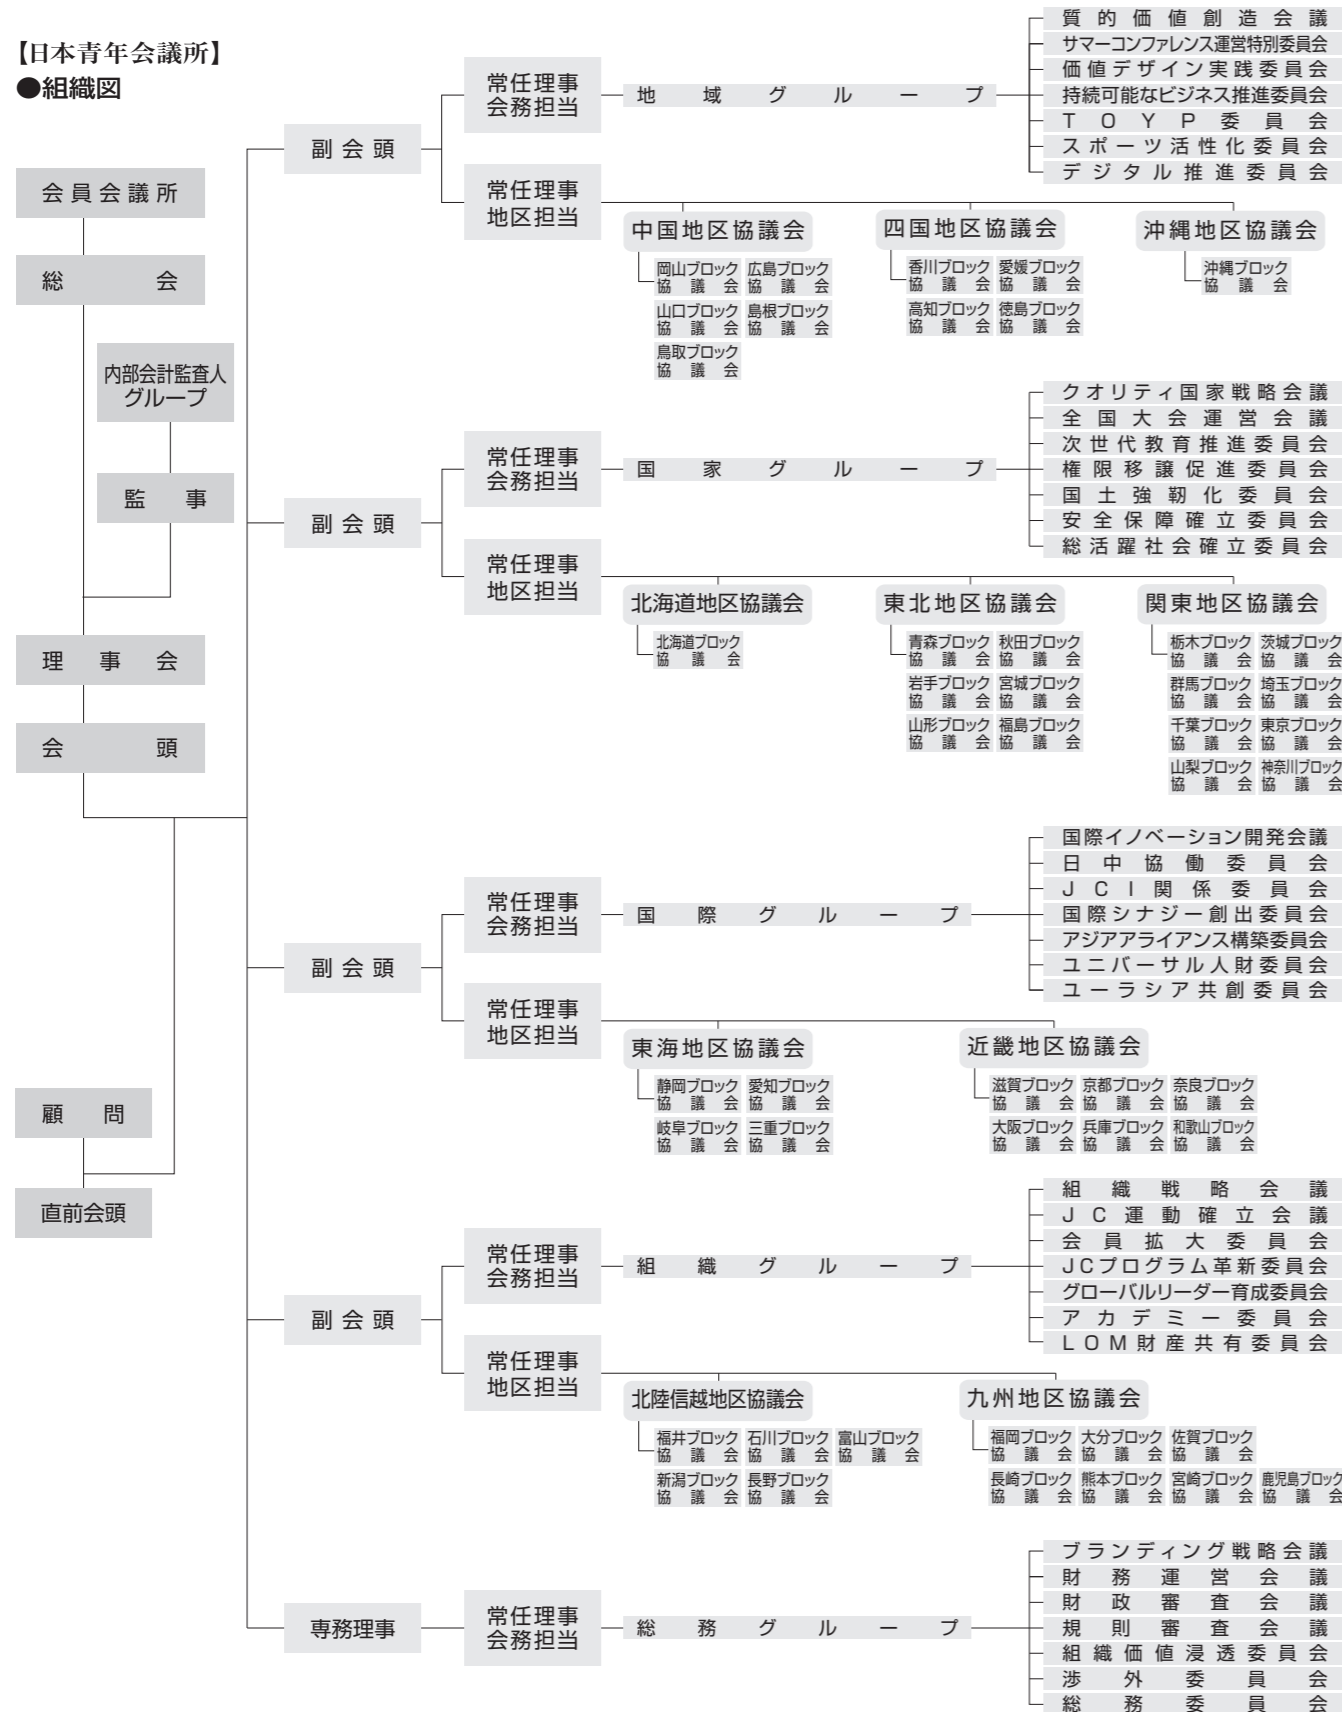 【日本青年会議所】
●組織図
会員会議所
総会
内部会計監査人
グループ
監事
理事会
会頭
顧問
直前会頭
副会頭
常任理事
会務担当
地域グループ
質的価値創造会議
サマーコンファレンス運営特別委員会
価値デザイン実践委員会
持続可能なビジネス推進委員会
TOYP委員会
スポーツ活性化委員会
デジタル推進委員会
常任理事
地区担当
中国地区協議会
岡山ブロック 広島ブロック
協議会 協議会
山口ブロック 島根ブロック
協議会 協議会
鳥取ブロック
協議会
四国地区協議会
香川ブロック 愛媛ブロック
協議会 協議会
高知ブロック 徳島ブロック
協議会 協議会
沖縄地区協議会
沖縄ブロック
協議会
副会頭
常任理事
会務担当
国家グループ
クオリティ国家戦略会議
全国大会運営会議
次世代教育推進委員会
権限移譲促進委員会
国土強靭化委員会
安全保障確立委員会
総活躍社会確立委員会
常任理事
地区担当
北海道地区協議会
北海道ブロック
協議会
東北地区協議会
青森ブロック 秋田ブロック
協議会 協議会
岩手ブロック 宮城ブロック
協議会 協議会
山形ブロック 福島ブロック
協議会 協議会
関東地区協議会
栃木ブロック 茨城ブロック
協議会 協議会
群馬ブロック 埼玉ブロック
協議会 協議会
千葉ブロック 東京ブロック
協議会 協議会
山梨ブロック 神奈川ブロック
協議会 協議会
副会頭
常任理事
会務担当
国際グループ
国際イノベーション開発会議
日中協働委員会
JCI関係委員会
国際シナジー創出委員会
アジアアライアンス構築委員会
ユニバーサル人財委員会
ユーラシア共創委員会
常任理事
地区担当
東海地区協議会
静岡ブロック 愛知ブロック
協議会 協議会
岐阜ブロック 三重ブロック
協議会 協議会
近畿地区協議会
滋賀ブロック 京都ブロック 奈良ブロック
協議会 協議会 協議会
大阪ブロック 兵庫ブロック 和歌山ブロック
協議会 協議会 協議会
副会頭
常任理事
会務担当
組織グループ
組織戦略会議
JC運動確立会議
会員拡大委員会
JCプログラム革新委員会
グローバルリーダー育成委員会
アカデミー委員会
LOM財産共有委員会
常任理事
地区担当
北陸信越地区協議会
福井ブロック 石川ブロック 富山ブロック
協議会 協議会 協議会
新潟ブロック 長野ブロック
協議会 協議会
九州地区協議会
福岡ブロック 大分ブロック 佐賀ブロック
協議会 協議会 協議会
長崎ブロック 熊本ブロック 宮崎ブロック 鹿児島ブロック
協議会 協議会 協議会 協議会
専務理事
常任理事
会務担当
総務グループ
ブランディング戦略会議
財務運営会議
財政審査会議
規則審査会議
組織価値浸透委員会
渉外委員会
総務委員会